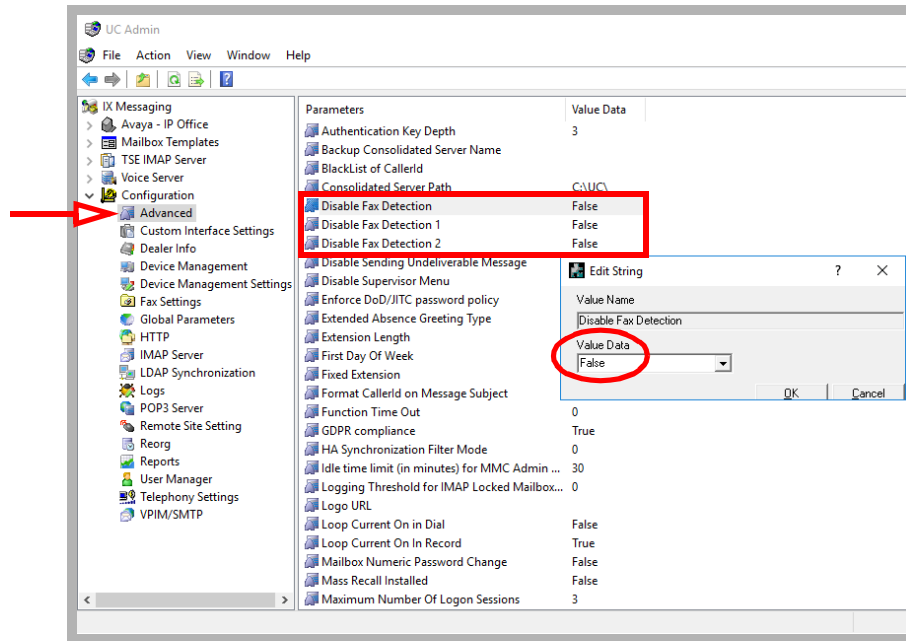 UC Admin
File Action View Window Help
IX Messaging
Avaya - IP Office
Mailbox Templates
TSE IMAP Server
Voice Server
Configuration
Advanced
Custom Interface Settings
Dealer Info
Device Management
Device Management Settings
Fax Settings
Global Parameters
HTTP
IMAP Server
LDAP Synchronization
Logs
POP3 Server
Remote Site Setting
Reorg
Reports
User Manager
Telephony Settings
VPIM/SMTP
Parameters Value Data
Authentication Key Depth 3
Backup Consolidated Server Name
BlackList of CallerId
Consolidated Server Path C:\UC\
Disable Fax Detection False
Disable Fax Detection 1 False
Disable Fax Detection 2 False
Disable Sending Undeliverable Message
Disable Supervisor Menu
Enforce DoD/JITC password policy
Extended Absence Greeting Type
Extension Length
First Day Of Week
Fixed Extension
Format CallerId on Message Subject
Function Time Out 0
GDPR compliance True
HA Synchronization Filter Mode 0
Idle time limit (in minutes) for MMC Admin ... 30
Logging Threshold for IMAP Locked Mailbox... 0
Logo URL
Loop Current On in Dial False
Loop Current On In Record True
Mailbox Numeric Password Change False
Mass Recall Installed False
Maximum Number Of Logon Sessions 3
Edit String ?
Value Name
Disable Fax Detection
Value Data
False
OK Cancel